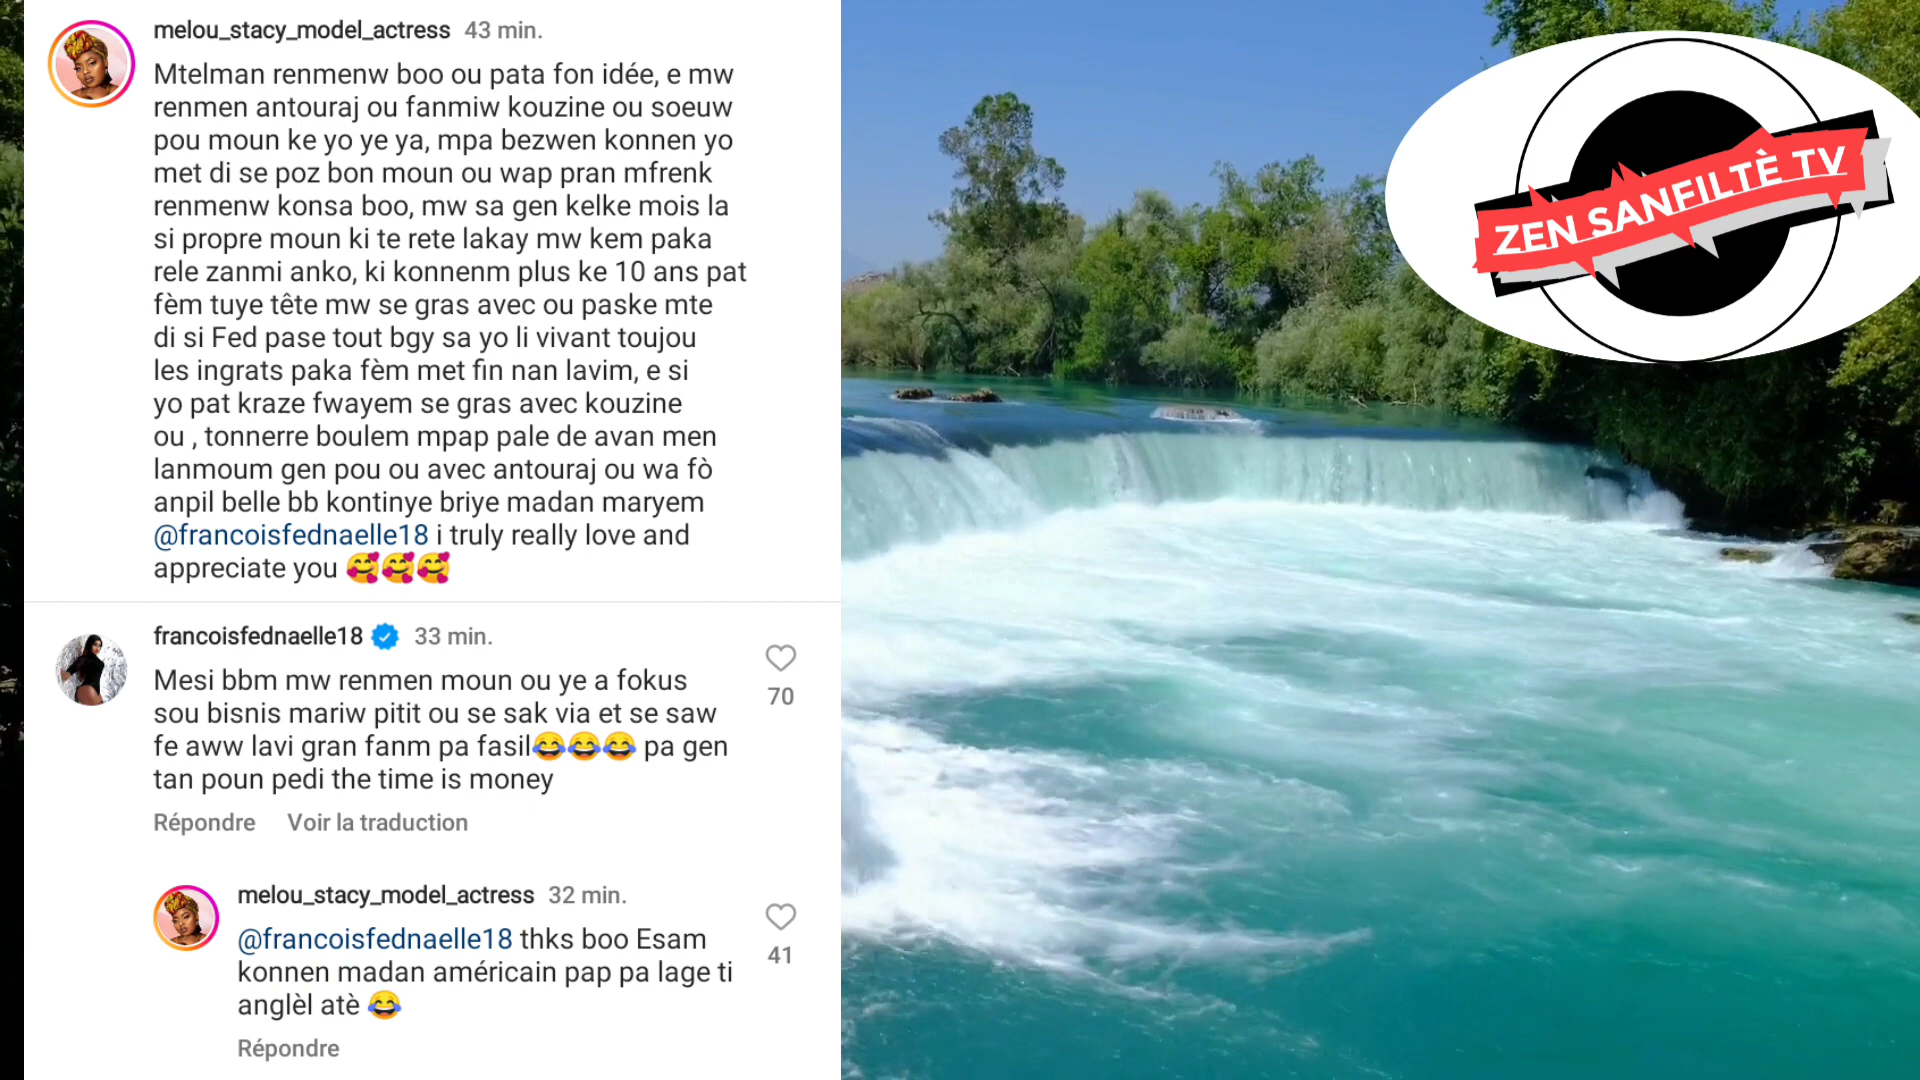 melou_stacy_model_actress 43 min.
Mtelman renmenw boo ou pata fon idée, e mw
renmen antouraj ou fanmiw kouzine ou soeuw
pou moun ke yo ye ya, mpa bezwen konnen yo
met di se poz bon moun ou wap pran mfrenk
renmenw konsa boo, mw sa gen kelke mois la
si propre moun ki te rete lakay mw kem paka
rele zanmi anko, ki konnenm plus ke 10 ans pat
fèm tuye tête mw se gras avec ou paske mte
di si Fed pase tout bgy sa yo li vivant toujou
les ingrats paka fèm met fin nan lavim, e si
yo pat kraze fwayem se gras avec kouzine
ou , tonnerre boulem mpap pale de avan men
lanmoum gen pou ou avec antouraj ou wa fò
anpil belle bb kontinye briye madan maryem
@francoisfednaelle18 i truly really love and
appreciate you 🥰🥰🥰
francoisfednaelle18 33 min.
Mesi bbm mw renmen moun ou ye a fokus
sou bisnis mariw pitit ou se sak via et se saw
fe aww lavi gran fanm pa fasil😂😂😂 pa gen
tan poun pedi the time is money
70
Répondre Voir la traduction
melou_stacy_model_actress 32 min.
@francoisfednaelle18 thks boo Esam
konnen madan américain pap pa lage ti
anglèl atè 😂
41
Répondre
ZEN SANFILTÈ TV